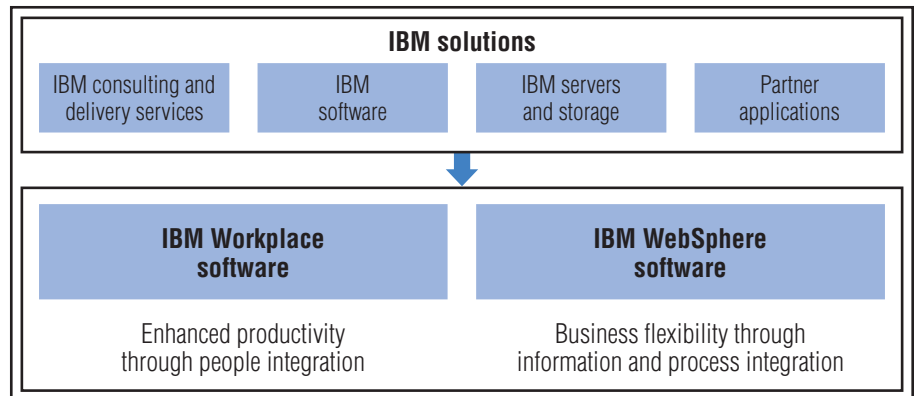 IBM solutions
IBM consulting and
delivery services
IBM
software
IBM servers
and storage
Partner
applications
IBM Workplace
software
Enhanced productivity
through people integration
IBM WebSphere
software
Business flexibility through
information and process integration